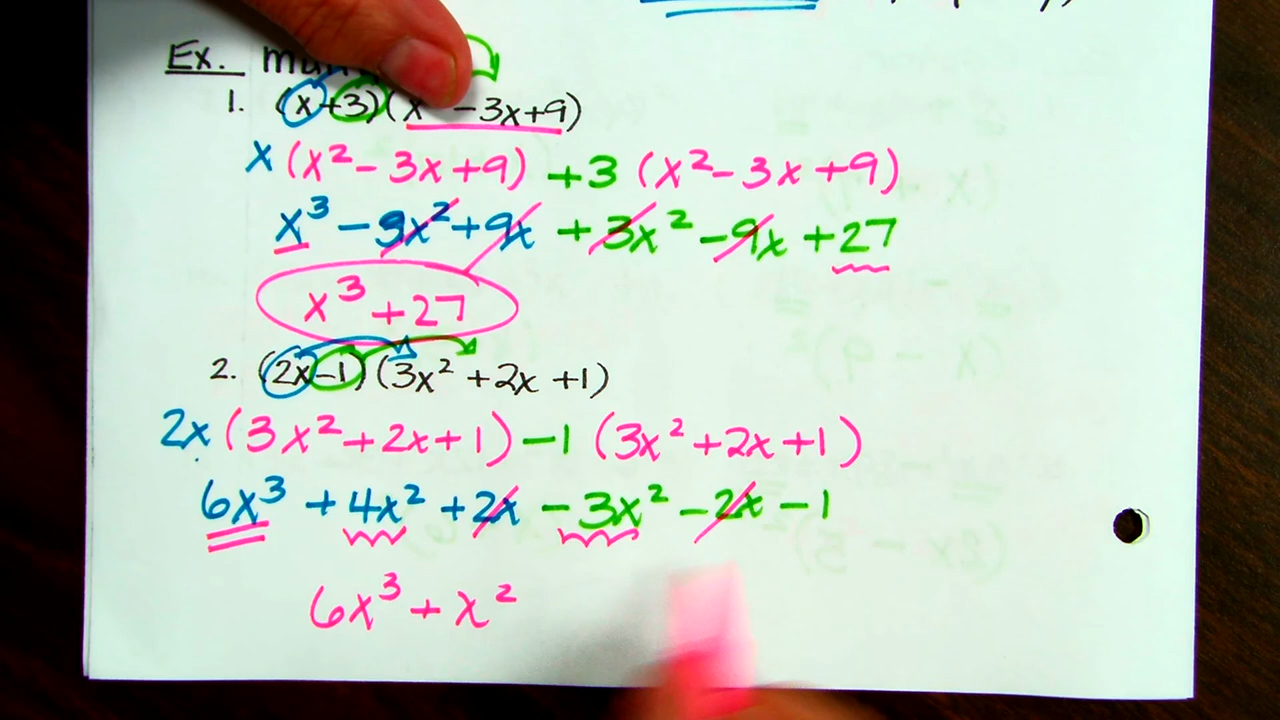 Ex.
1. (x+3)(x - 3x+9)
x (x² - 3x +9) +3 (x² - 3x +9)
x³ - 3x² + 9x + 3x² - 9x + 27
x³ + 27
2. (2x-1)(3x² +2x +1)
2x (3x² + 2x + 1) -1 (3x² +2x +1)
6x³ + 4x² + 2x - 3x² - 2x - 1
6x³ + x²